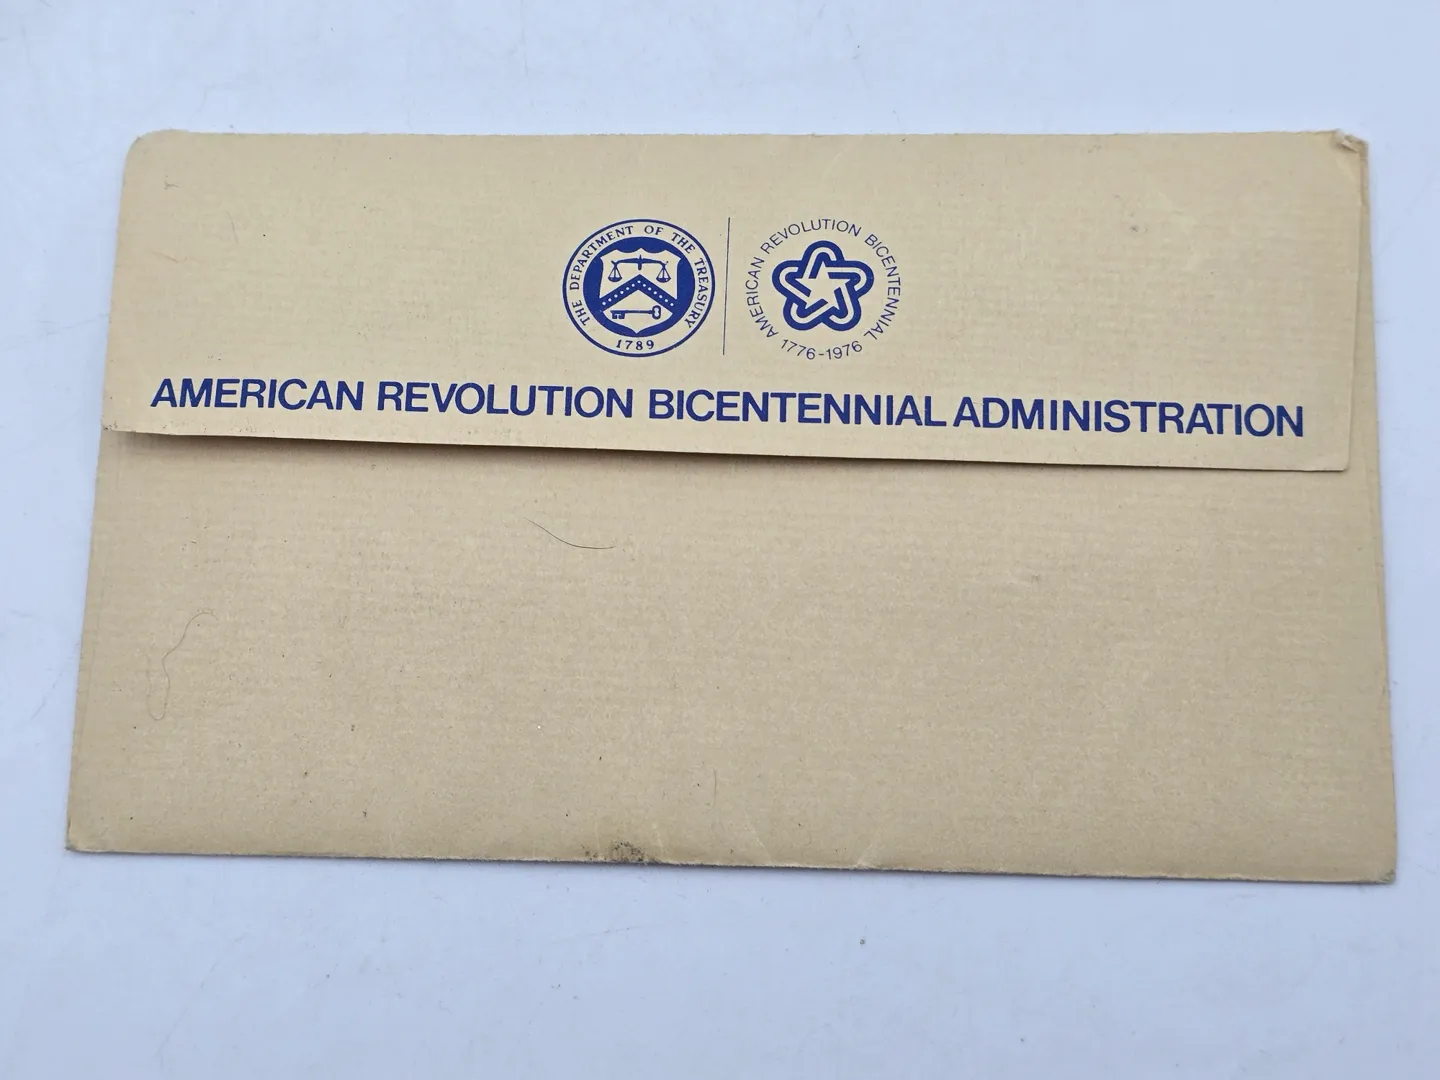 THE DEPARTMENT OF THE TREASURY
1789
AMERICAN REVOLUTION BICENTENNIAL
1776-1976
AMERICAN REVOLUTION BICENTENNIAL ADMINISTRATION